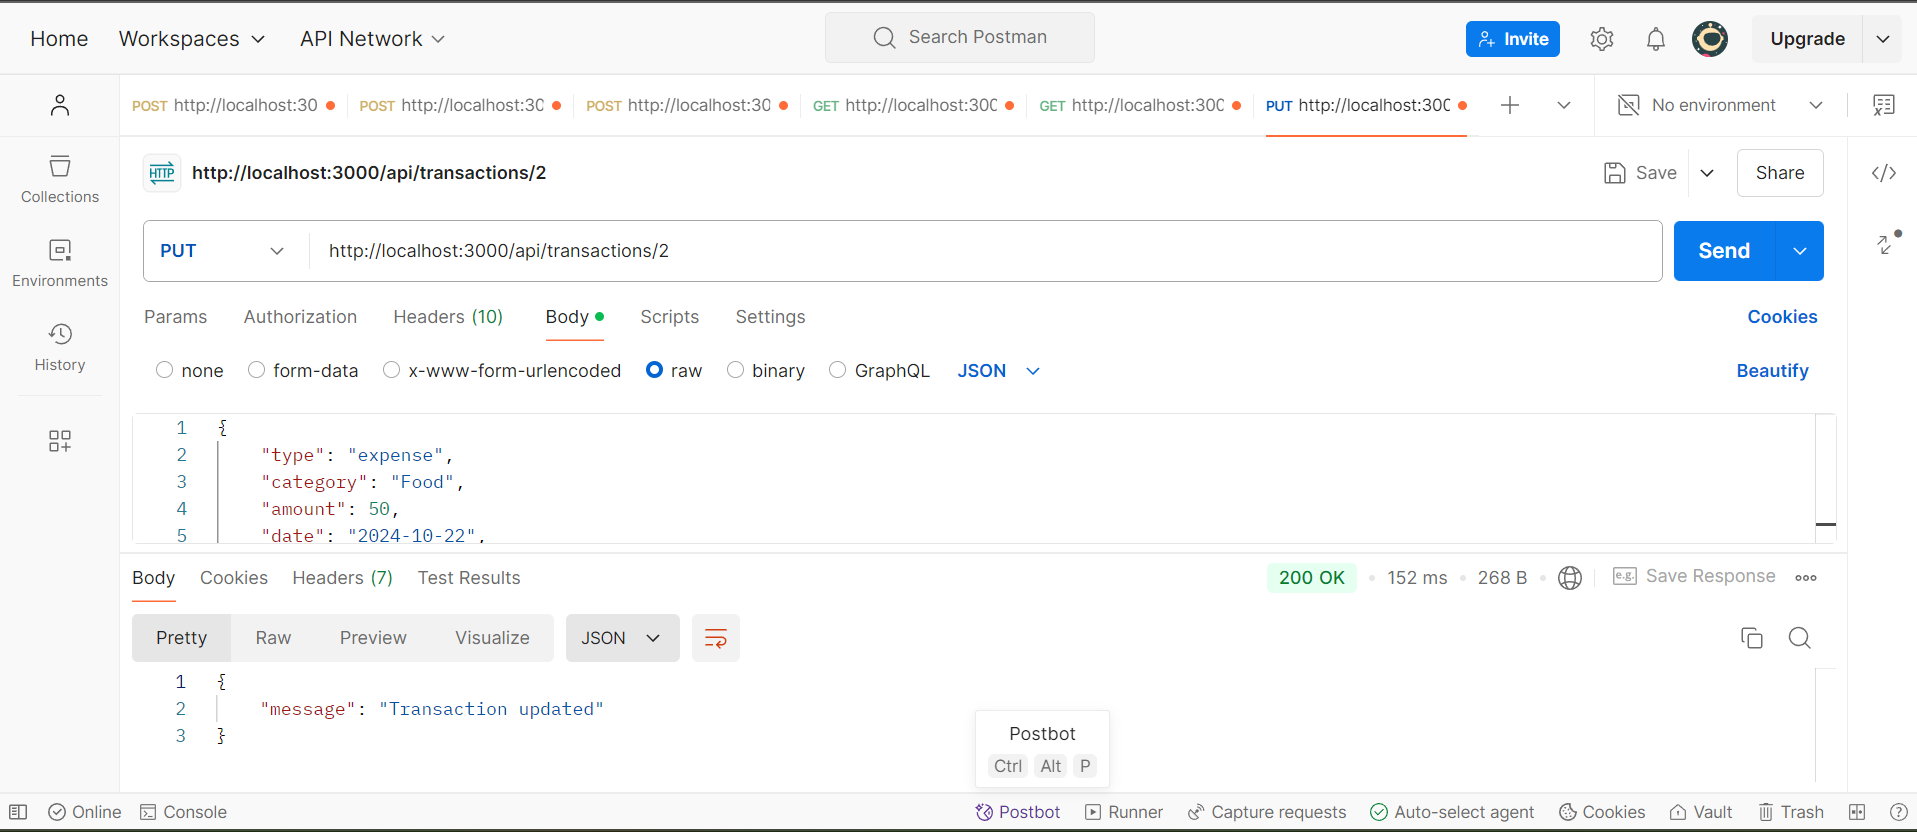 Home Workspaces API Network Search Postman Invite Upgrade
POST http://localhost:30 POST http://localhost:30 POST http://localhost:30 GET http://localhost:300 GET http://localhost:300 PUT http://localhost:300 No environment
HTTP http://localhost:3000/api/transactions/2 Save Share
Collections
PUT http://localhost:3000/api/transactions/2 Send
Environments
Params Authorization Headers (10) Body Scripts Settings Cookies
History
none form-data x-www-form-urlencoded raw binary GraphQL JSON Beautify
1 {
2 "type": "expense",
3 "category": "Food",
4 "amount": 50,
5 "date": "2024-10-22",
Body Cookies Headers (7) Test Results 200 OK 152 ms 268 B e.g. Save Response
Pretty Raw Preview Visualize JSON
1 {
2 "message": "Transaction updated"
3 }
Postbot
Ctrl Alt P
Online Console Postbot Runner Capture requests Auto-select agent Cookies Vault Trash